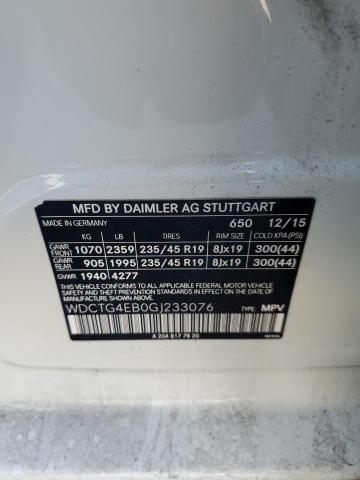 MFD BY DAIMLER AG STUTTGART
MADE IN GERMANY 650 12/15
KG LB TIRES RIM SIZE COLD KPA(PSI)
GAWR FRONT 1070 2359 235/45 R19 8Jx19 300(44)
GAWR REAR 905 1995 235/45 R19 8Jx19 300(44)
GVWR 1940 4277
THIS VEHICLE CONFORMS TO ALL APPLICABLE FEDERAL MOTOR VEHICLE SAFETY AND
THEFT PREVENTION STANDARDS IN EFFECT ON THE DATE OF MANUFACTURE SHOWN ABOVE.
WDCTG4EB0GJ233076 TYPE: MPV
A 204 817 78 20